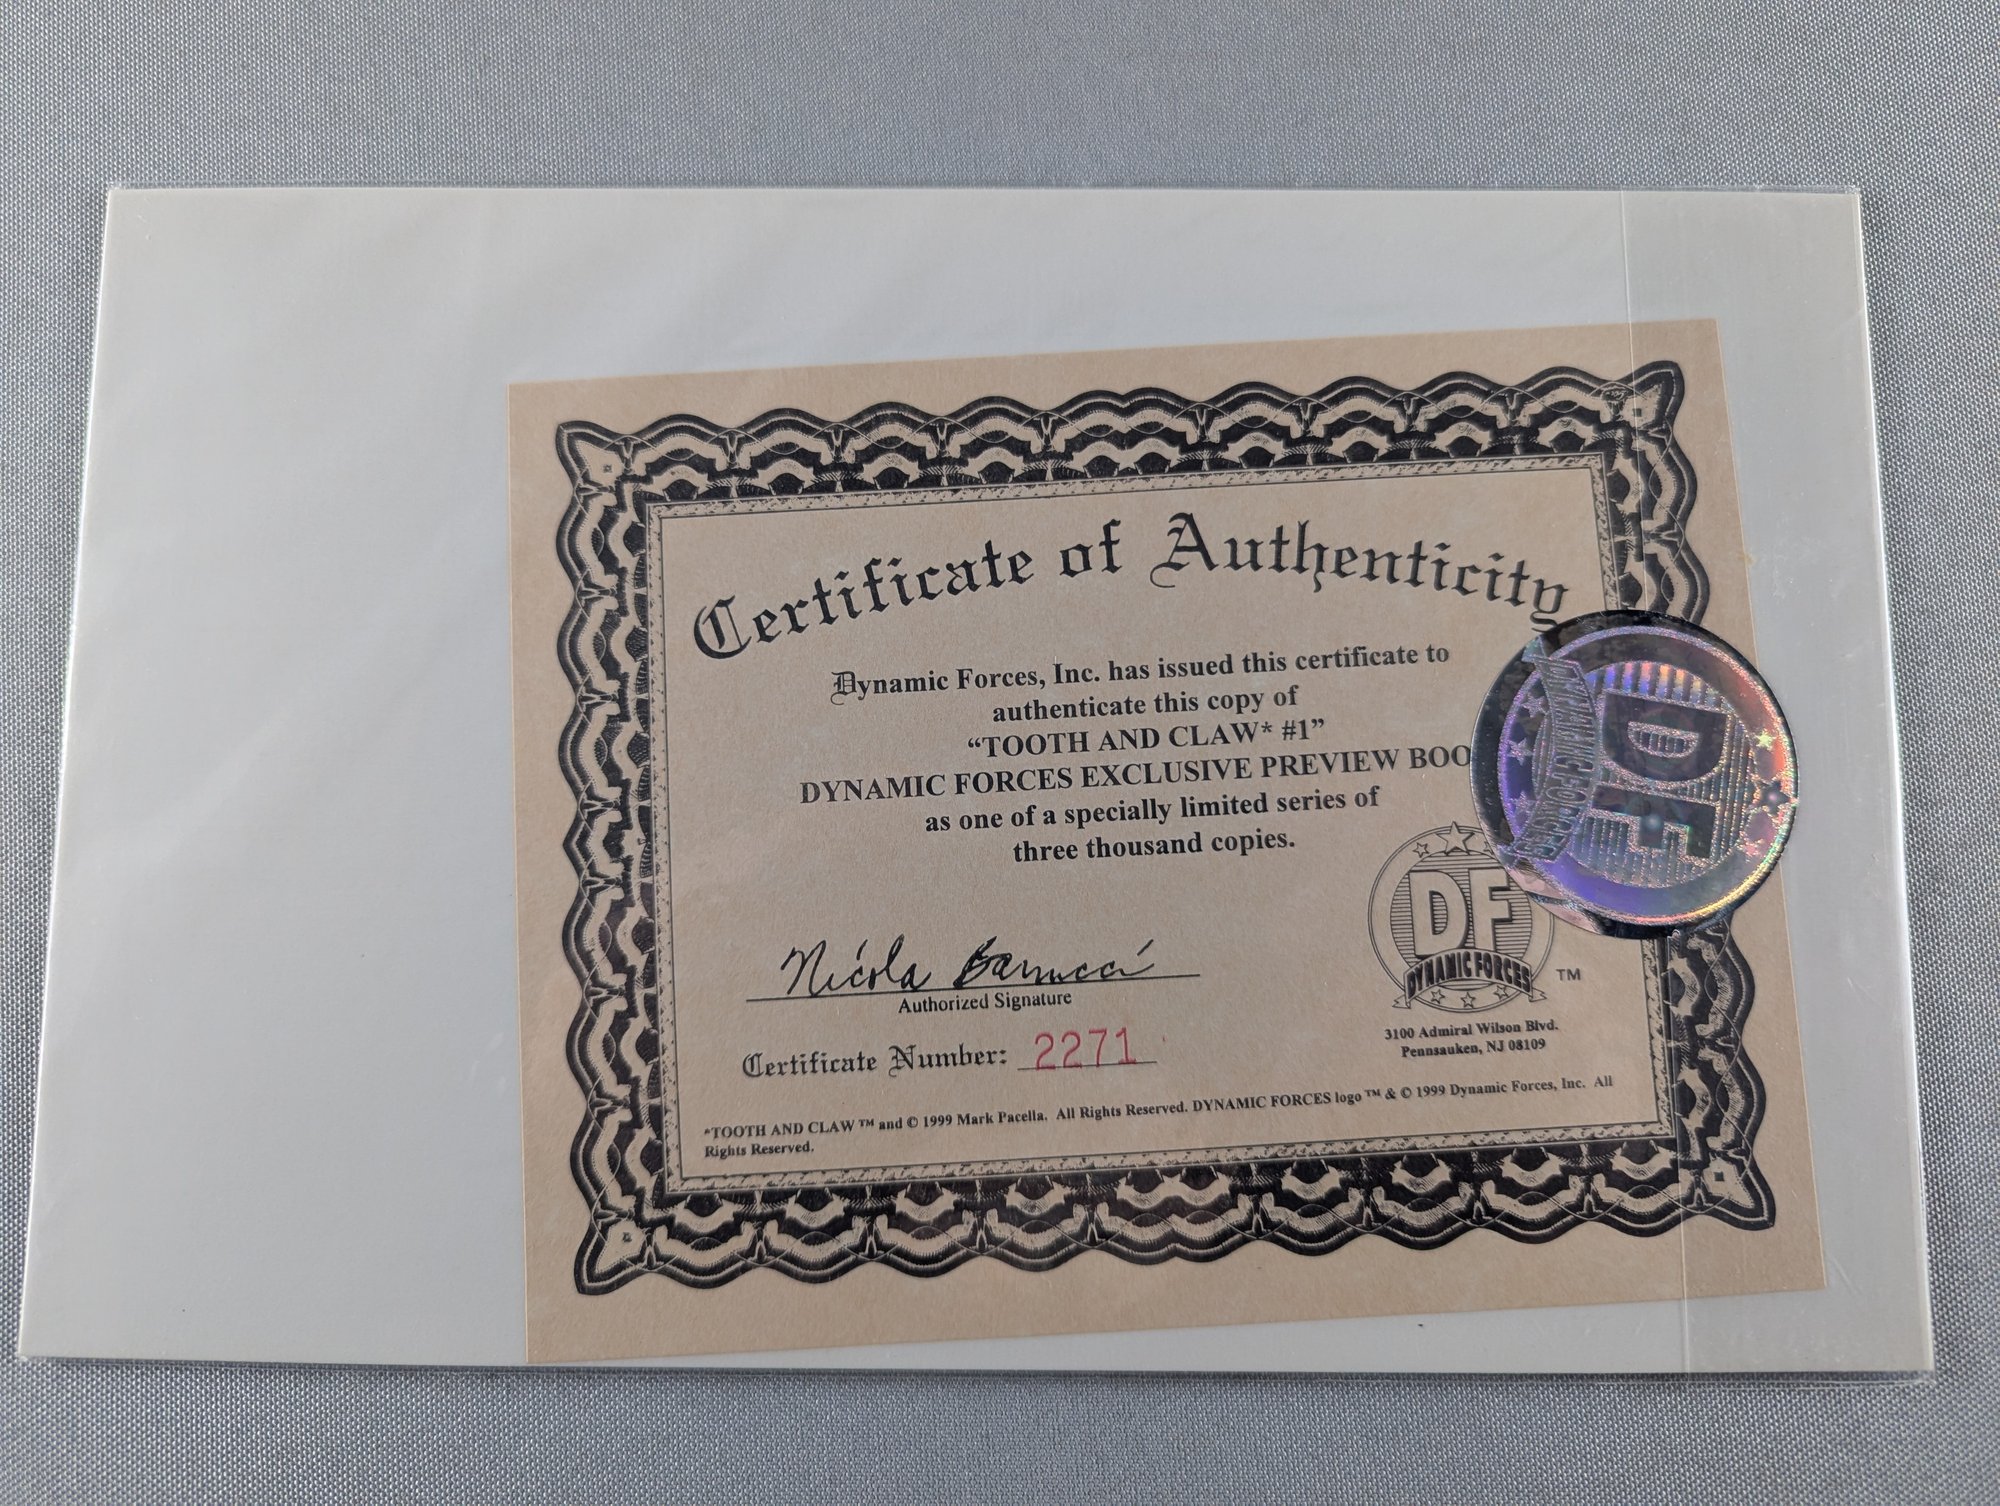 Certificate of Authenticity
Dynamic Forces, Inc. has issued this certificate to
authenticate this copy of
“TOOTH AND CLAW* #1”
DYNAMIC FORCES EXCLUSIVE PREVIEW BOO
as one of a specially limited series of
three thousand copies.
DF
DYNAMIC FORCES
DF
DYNAMIC FORCES
TM
Nicola Barrucci
Authorized Signature
3100 Admiral Wilson Blvd.
Pennsauken, NJ 08109
Certificate Number: 2271
*TOOTH AND CLAW ™ and © 1999 Mark Pacella. All Rights Reserved. DYNAMIC FORCES logo ™ & © 1999 Dynamic Forces, Inc. All
Rights Reserved.